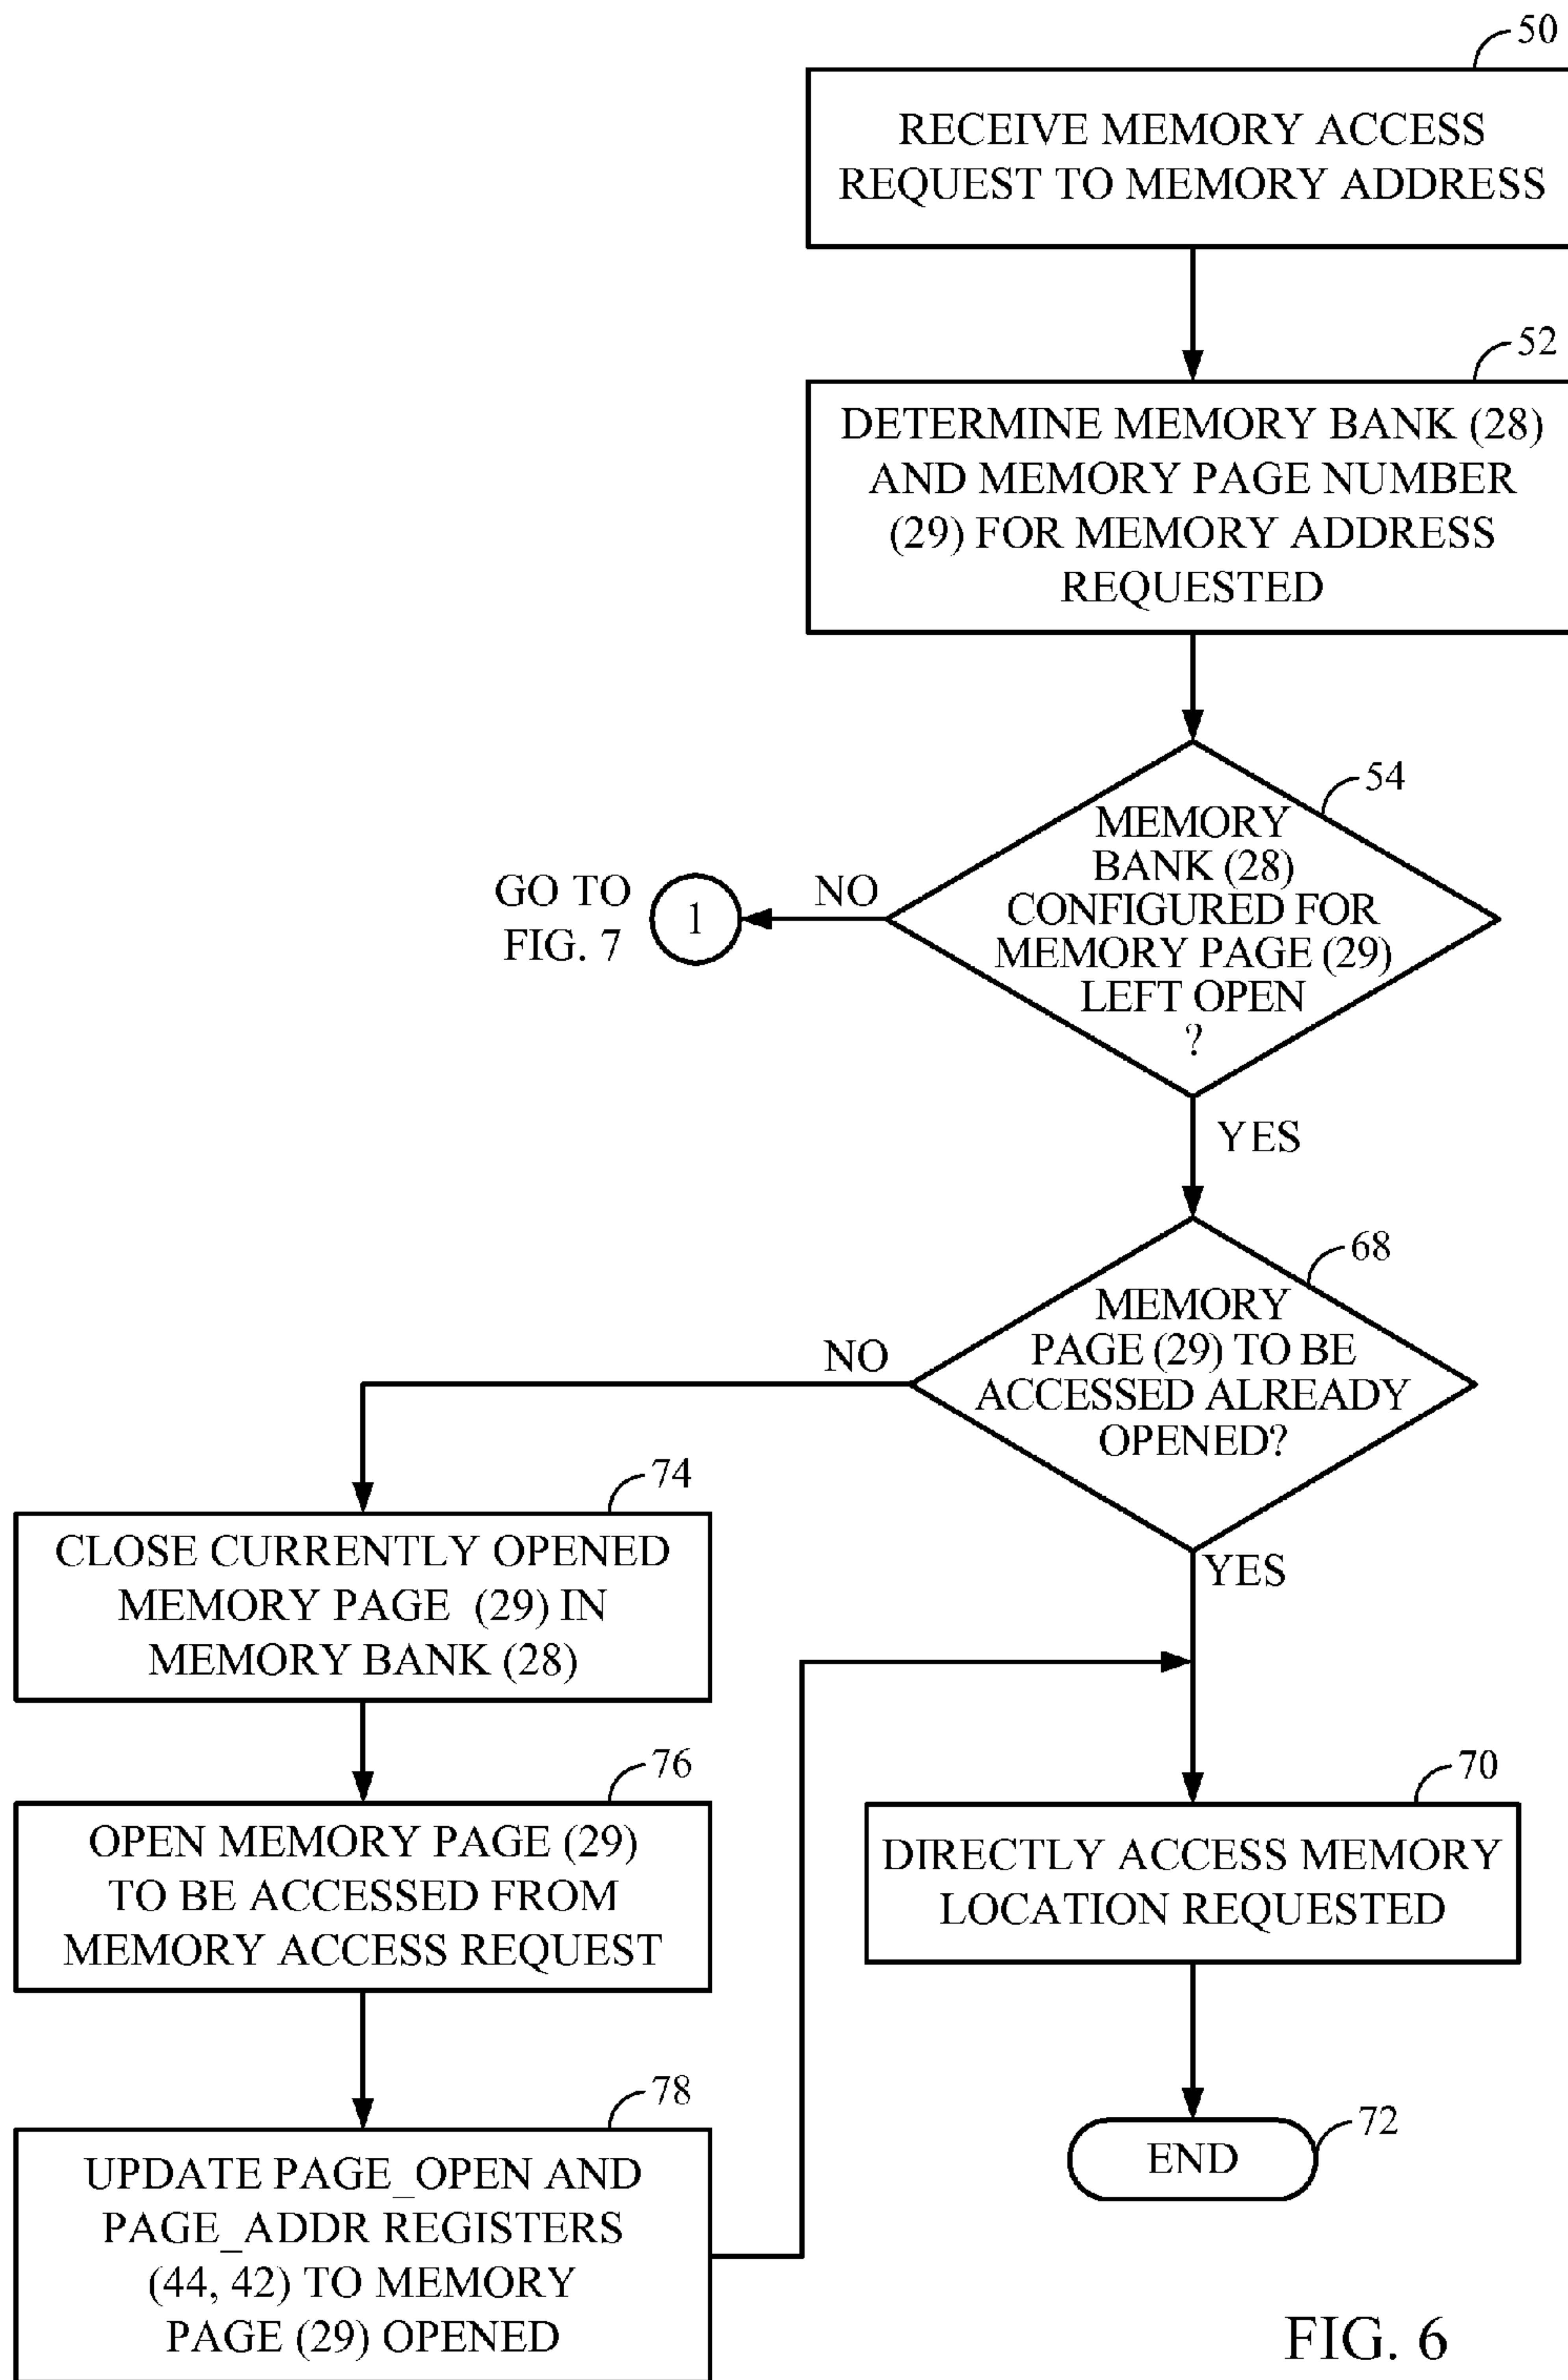 50
RECEIVE MEMORY ACCESS
REQUEST TO MEMORY ADDRESS
52
DETERMINE MEMORY BANK (28)
AND MEMORY PAGE NUMBER
(29) FOR MEMORY ADDRESS
REQUESTED
54
MEMORY
BANK (28)
CONFIGURED FOR
MEMORY PAGE (29)
LEFT OPEN
?
NO
1
GO TO
FIG. 7
YES
68
MEMORY
PAGE (29) TO BE
ACCESSED ALREADY
OPENED?
NO
YES
74
CLOSE CURRENTLY OPENED
MEMORY PAGE (29) IN
MEMORY BANK (28)
76
OPEN MEMORY PAGE (29)
TO BE ACCESSED FROM
MEMORY ACCESS REQUEST
78
UPDATE PAGE_OPEN AND
PAGE_ADDR REGISTERS
(44, 42) TO MEMORY
PAGE (29) OPENED
70
DIRECTLY ACCESS MEMORY
LOCATION REQUESTED
72
END
FIG. 6